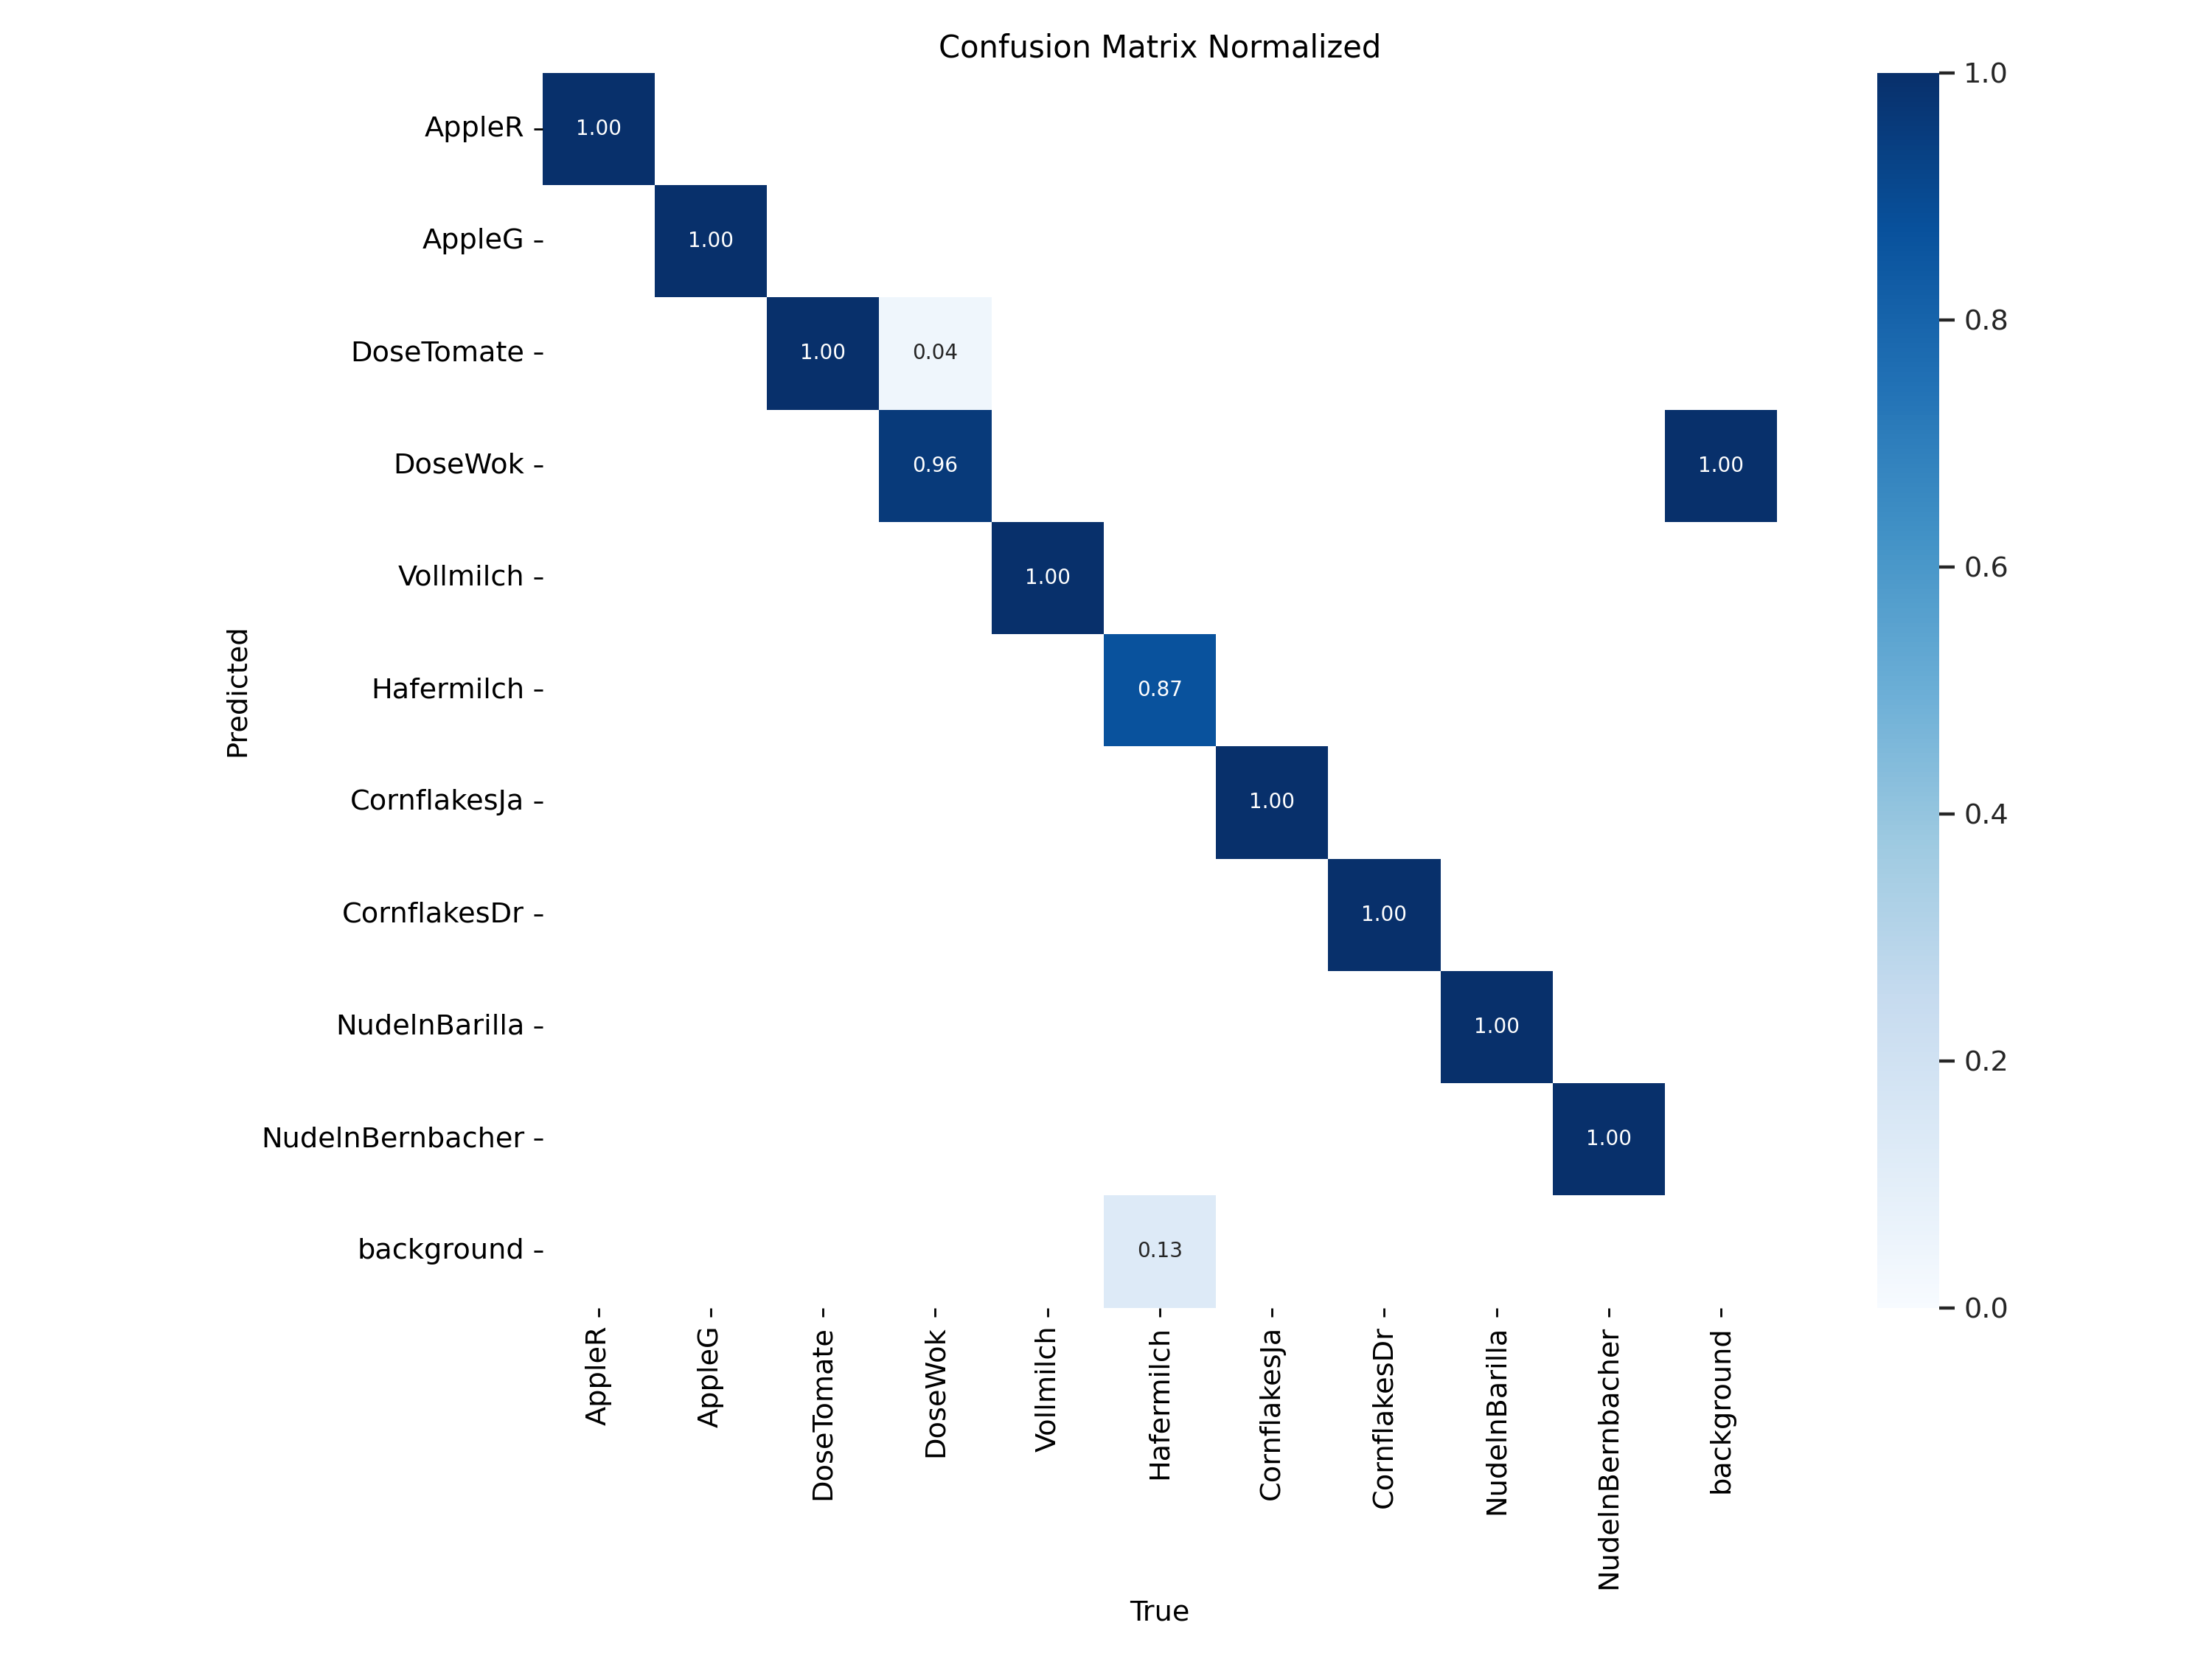 Confusion Matrix Normalized
AppleR
AppleG
DoseTomate
DoseWok
Vollmilch
Hafermilch
CornflakesJa
CornflakesDr
NudelnBarilla
NudelnBernbacher
background
Predicted
1.00
1.00
1.00 0.04
0.96 1.00
1.00
0.87
1.00
1.00
1.00
1.00
0.13
AppleR
AppleG
DoseTomate
DoseWok
Vollmilch
Hafermilch
CornflakesJa
CornflakesDr
NudelnBarilla
NudelnBernbacher
background
True
1.0
0.8
0.6
0.4
0.2
0.0